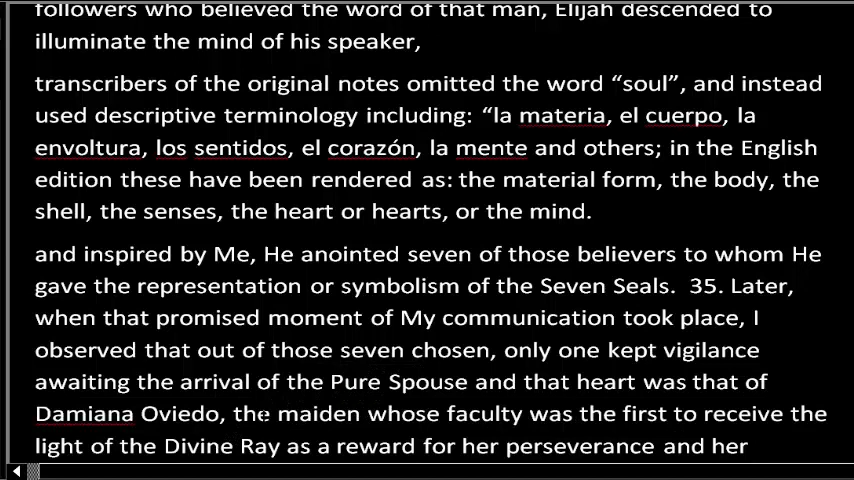 followers who believed the word of that man, Elijah descended to
illuminate the mind of his speaker,
transcribers of the original notes omitted the word “soul”, and instead
used descriptive terminology including: “la materia, el cuerpo, la
envoltura, los sentidos, el corazón, la mente and others; in the English
edition these have been rendered as: the material form, the body, the
shell, the senses, the heart or hearts, or the mind.
and inspired by Me, He anointed seven of those believers to whom He
gave the representation or symbolism of the Seven Seals.  35. Later,
when that promised moment of My communication took place, I
observed that out of those seven chosen, only one kept vigilance
awaiting the arrival of the Pure Spouse and that heart was that of
Damiana Oviedo, the maiden whose faculty was the first to receive the
light of the Divine Ray as a reward for her perseverance and her